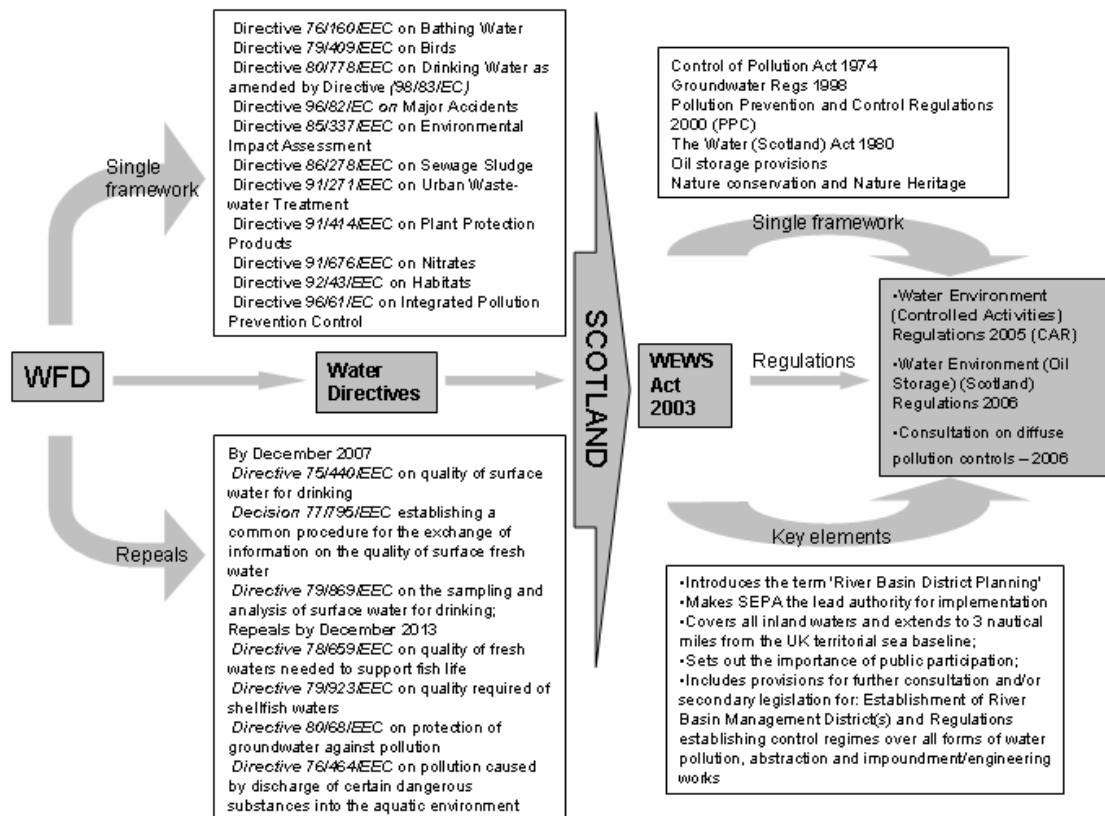 Directive 76/160/EEC on Bathing Water
Directive 79/409/EEC on Birds
Directive 80/778/EEC on Drinking Water as
amended by Directive (98/83/EC)
Directive 96/82/EC on Major Accidents
Directive 85/337/EEC on Environmental
Impact Assessment
Directive 86/278/EEC on Sewage Sludge
Directive 91/271/EEC on Urban Waste-
water Treatment
Directive 91/414/EEC on Plant Protection
Products
Directive 91/676/EEC on Nitrates
Directive 92/43/EEC on Habitats
Directive 96/61/EC on Integrated Pollution
Prevention Control
Single
framework
WFD
Water
Directives
Repeals
By December 2007
Directive 75/440/EEC on quality of surface
water for drinking
Decision 77/795/EEC establishing a
common procedure for the exchange of
information on the quality of surface fresh
water
Directive 79/869/EEC on the sampling and
analysis of surface water for drinking;
Repeals by December 2013
Directive 78/659/EEC on quality of fresh
waters needed to support fish life
Directive 79/923/EEC on quality required of
shellfish waters
Directive 80/68/EEC on protection of
groundwater against pollution
Directive 76/464/EEC on pollution caused
by discharge of certain dangerous
substances into the aquatic environment
SCOTLAND
Control of Pollution Act 1974
Groundwater Regs 1998
Pollution Prevention and Control Regulations
2000 (PPC)
The Water (Scotland) Act 1980
Oil storage provisions
Nature conservation and Nature Heritage
Single framework
WEWS
Act
2003
Regulations
•Water Environment
(Controlled Activities)
Regulations 2005 (CAR)
•Water Environment (Oil
Storage) (Scotland)
Regulations 2006
•Consultation on diffuse
pollution controls – 2006
Key elements
•Introduces the term 'River Basin District Planning'
•Makes SEPA the lead authority for implementation
•Covers all inland waters and extends to 3 nautical
miles from the UK territorial sea baseline;
•Sets out the importance of public participation;
•Includes provisions for further consultation and/or
secondary legislation for: Establishment of River
Basin Management District(s) and Regulations
establishing control regimes over all forms of water
pollution, abstraction and impoundment/engineering
works